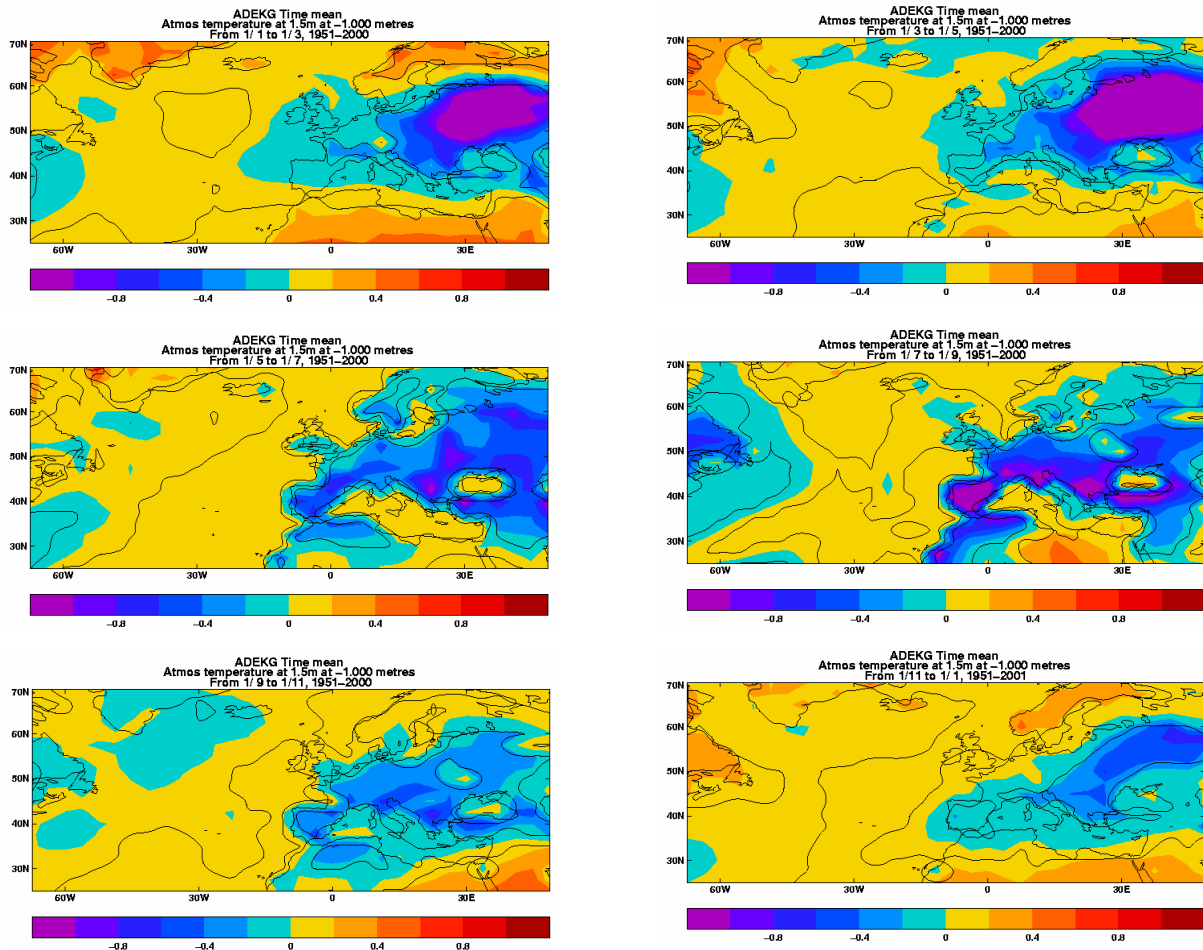 ADEKG Time mean
Atmos temperature at 1.5m at −1.000 metres
From 1/ 1 to 1/ 3, 1951−2000
70N
60N
50N
40N
30N
60W 30W 0 30E
−0.8 −0.4 0 0.4 0.8
ADEKG Time mean
Atmos temperature at 1.5m at −1.000 metres
From 1/ 3 to 1/ 5, 1951−2000
70N
60N
50N
40N
30N
60W 30W 0 30E
−0.8 −0.4 0 0.4 0.8
ADEKG Time mean
Atmos temperature at 1.5m at −1.000 metres
From 1/ 5 to 1/ 7, 1951−2000
70N
60N
50N
40N
30N
60W 30W 0 30E
−0.8 −0.4 0 0.4 0.8
ADEKG Time mean
Atmos temperature at 1.5m at −1.000 metres
From 1/ 7 to 1/ 9, 1951−2000
70N
60N
50N
40N
30N
60W 30W 0 30E
−0.8 −0.4 0 0.4 0.8
ADEKG Time mean
Atmos temperature at 1.5m at −1.000 metres
From 1/ 9 to 1/11, 1951−2000
70N
60N
50N
40N
30N
60W 30W 0 30E
−0.8 −0.4 0 0.4 0.8
ADEKG Time mean
Atmos temperature at 1.5m at −1.000 metres
From 1/11 to 1/ 1, 1951−2001
70N
60N
50N
40N
30N
60W 30W 0 30E
−0.8 −0.4 0 0.4 0.8